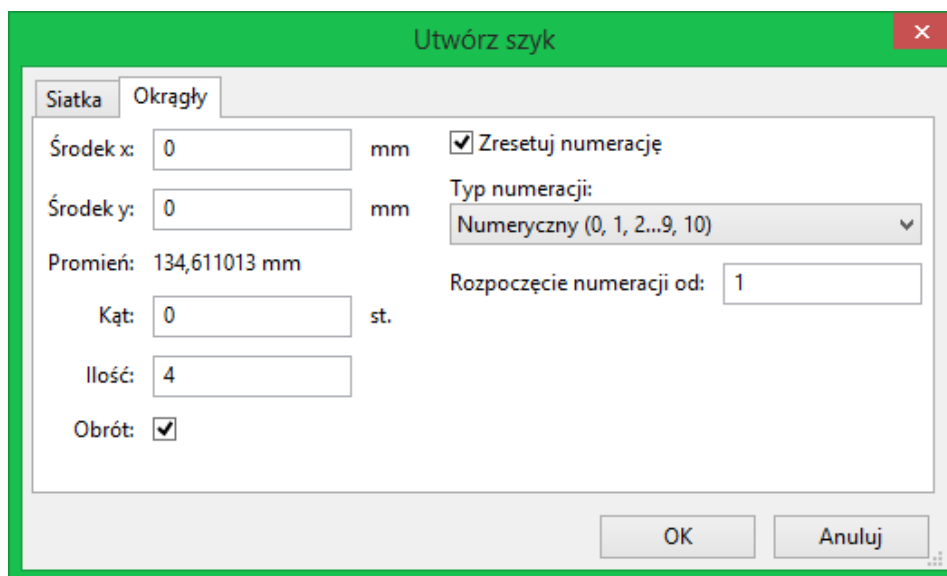 Utwórz szyk
Siatka
Okrągły
Środek x: 0 mm
Środek y: 0 mm
Promień: 134,611013 mm
Kąt: 0 st.
Ilość: 4
Obrót:
Zresetuj numerację
Typ numeracji:
Numeryczny (0, 1, 2...9, 10)
Rozpoczęcie numeracji od: 1
OK
Anuluj